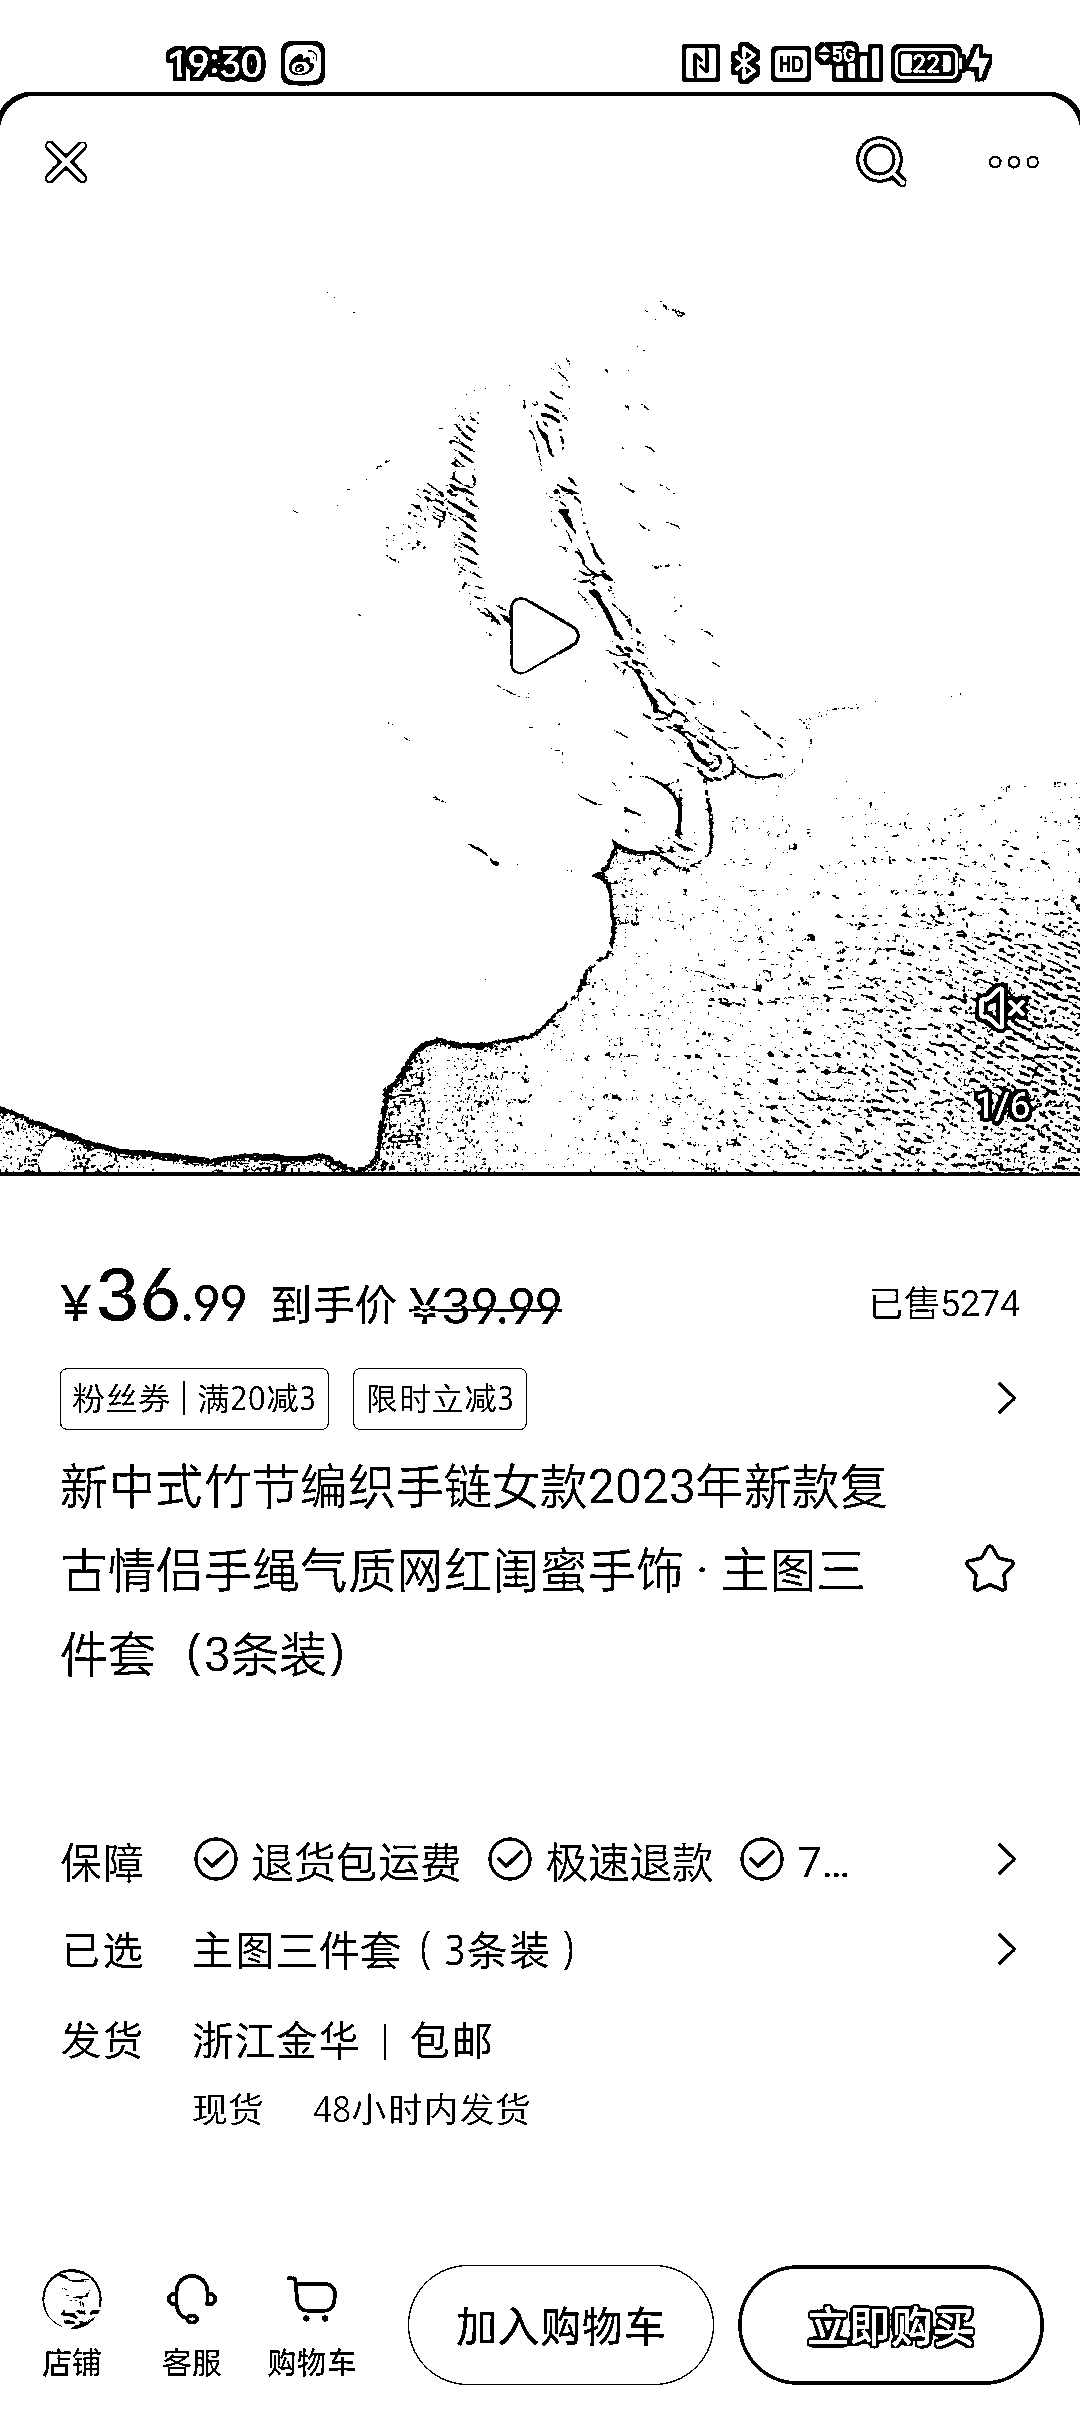 19:30 HD 5G 22
1/6
¥36.99 到手价 ¥39.99 已售5274
粉丝券 | 满20减3 限时立减3
新中式竹节编织手链女款2023年新款复
古情侣手绳气质网红闺蜜手饰 · 主图三
件套（3条装）
保障 退货包运费 极速退款 7...
已选 主图三件套（3条装）
发货 浙江金华 | 包邮
现货 48小时内发货
店铺 客服 购物车 加入购物车 立即购买